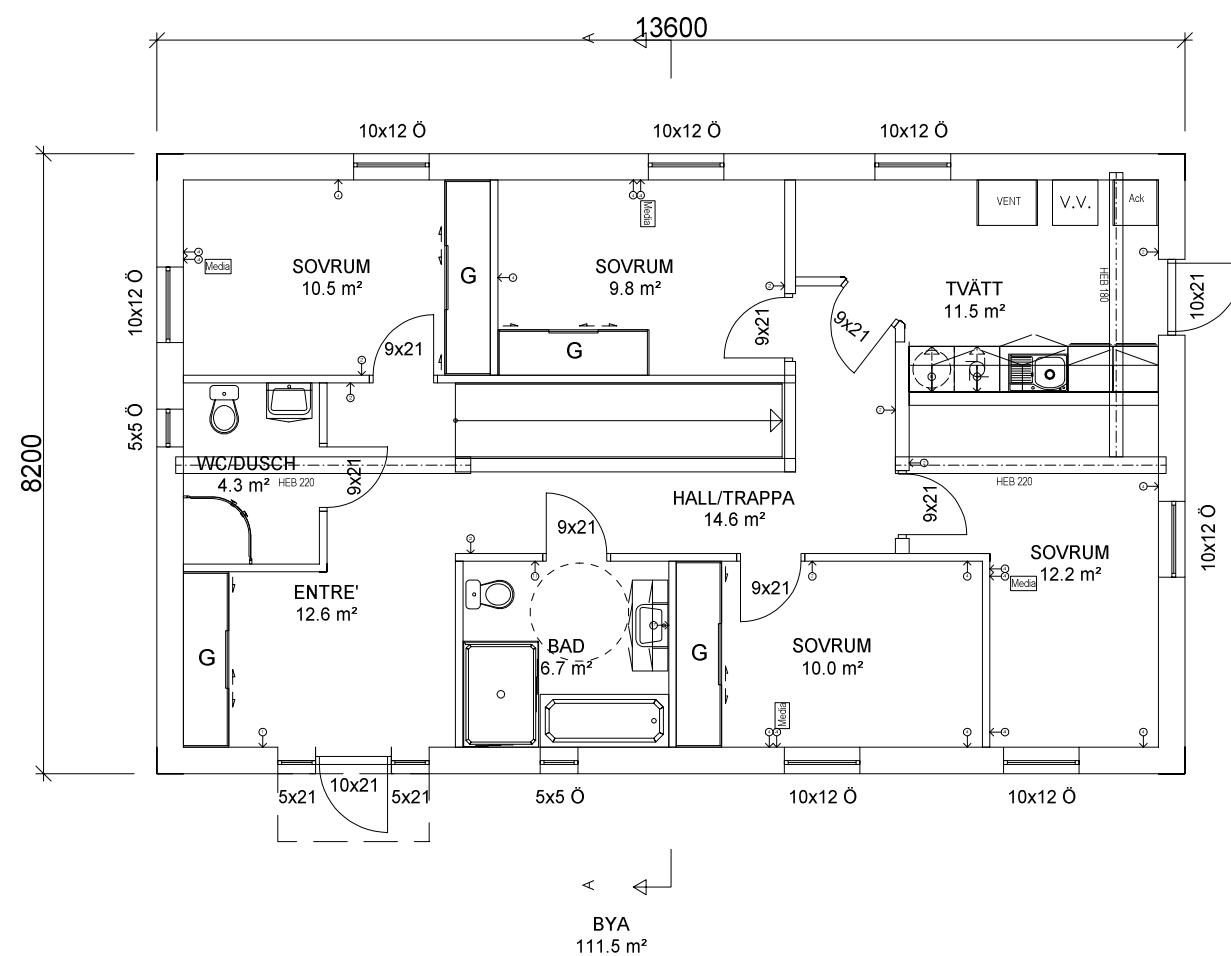 13600
A
10x12 Ö
10x12 Ö
10x12 Ö
VENT
V.V.
Ack
Media
Media
SOVRUM
10.5 m²
G
SOVRUM
9.8 m²
TVÄTT
11.5 m²
HEB 180
10x21
10x12 Ö
9x21
9x21
9x21
G
5x5 Ö
8200
WC/DUSCH
4.3 m²
HEB 220
9x21
HALL/TRAPPA
14.6 m²
HEB 220
9x21
9x21
10x12 Ö
SOVRUM
12.2 m²
Media
ENTRE'
12.6 m²
9x21
G
BAD
6.7 m²
G
SOVRUM
10.0 m²
Media
5x21
10x21
5x21
5x5 Ö
10x12 Ö
10x12 Ö
A
BYA
111.5 m²